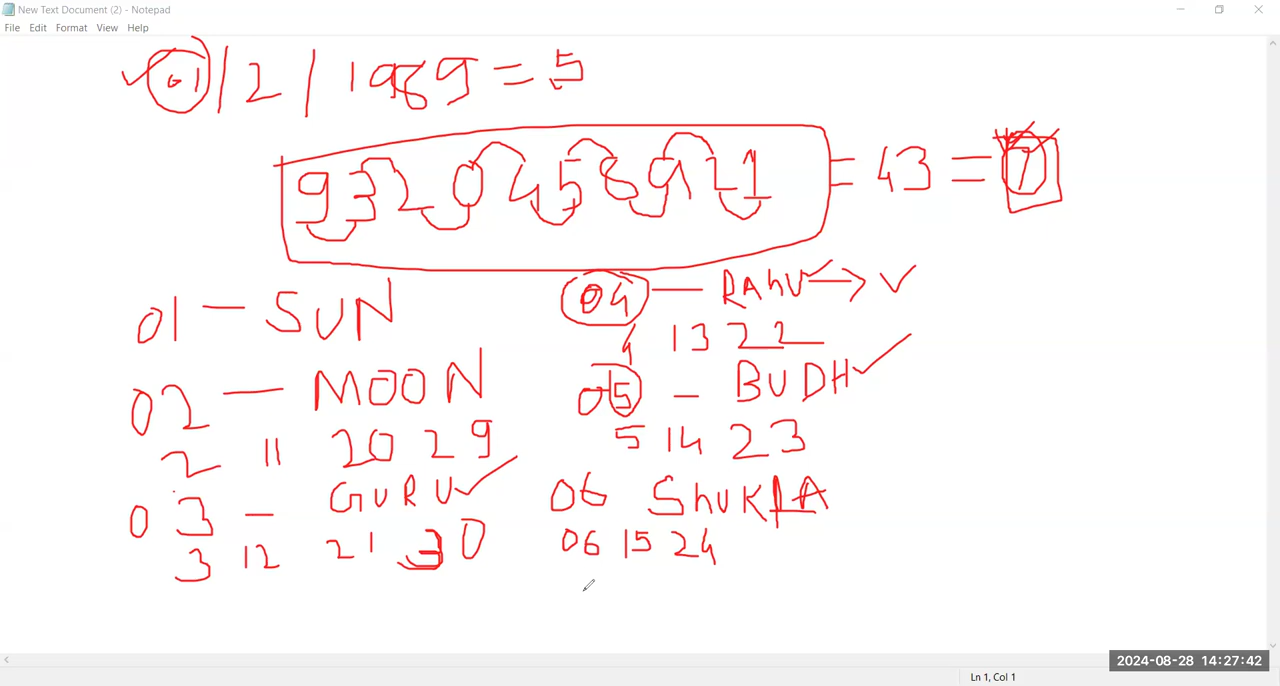 New Text Document (2) - Notepad
File Edit Format View Help
01/2/1989 = 5
9320458921 = 43 = 7
01 - SUN
02 - MOON
2 11 20 29
03 - GURU
3 12 21 30
04 - RAhU → V
4 13 22
05 - BUDH
5 14 23
06
06 15 24
2024-08-28 14:27:42
Ln 1, Col 1